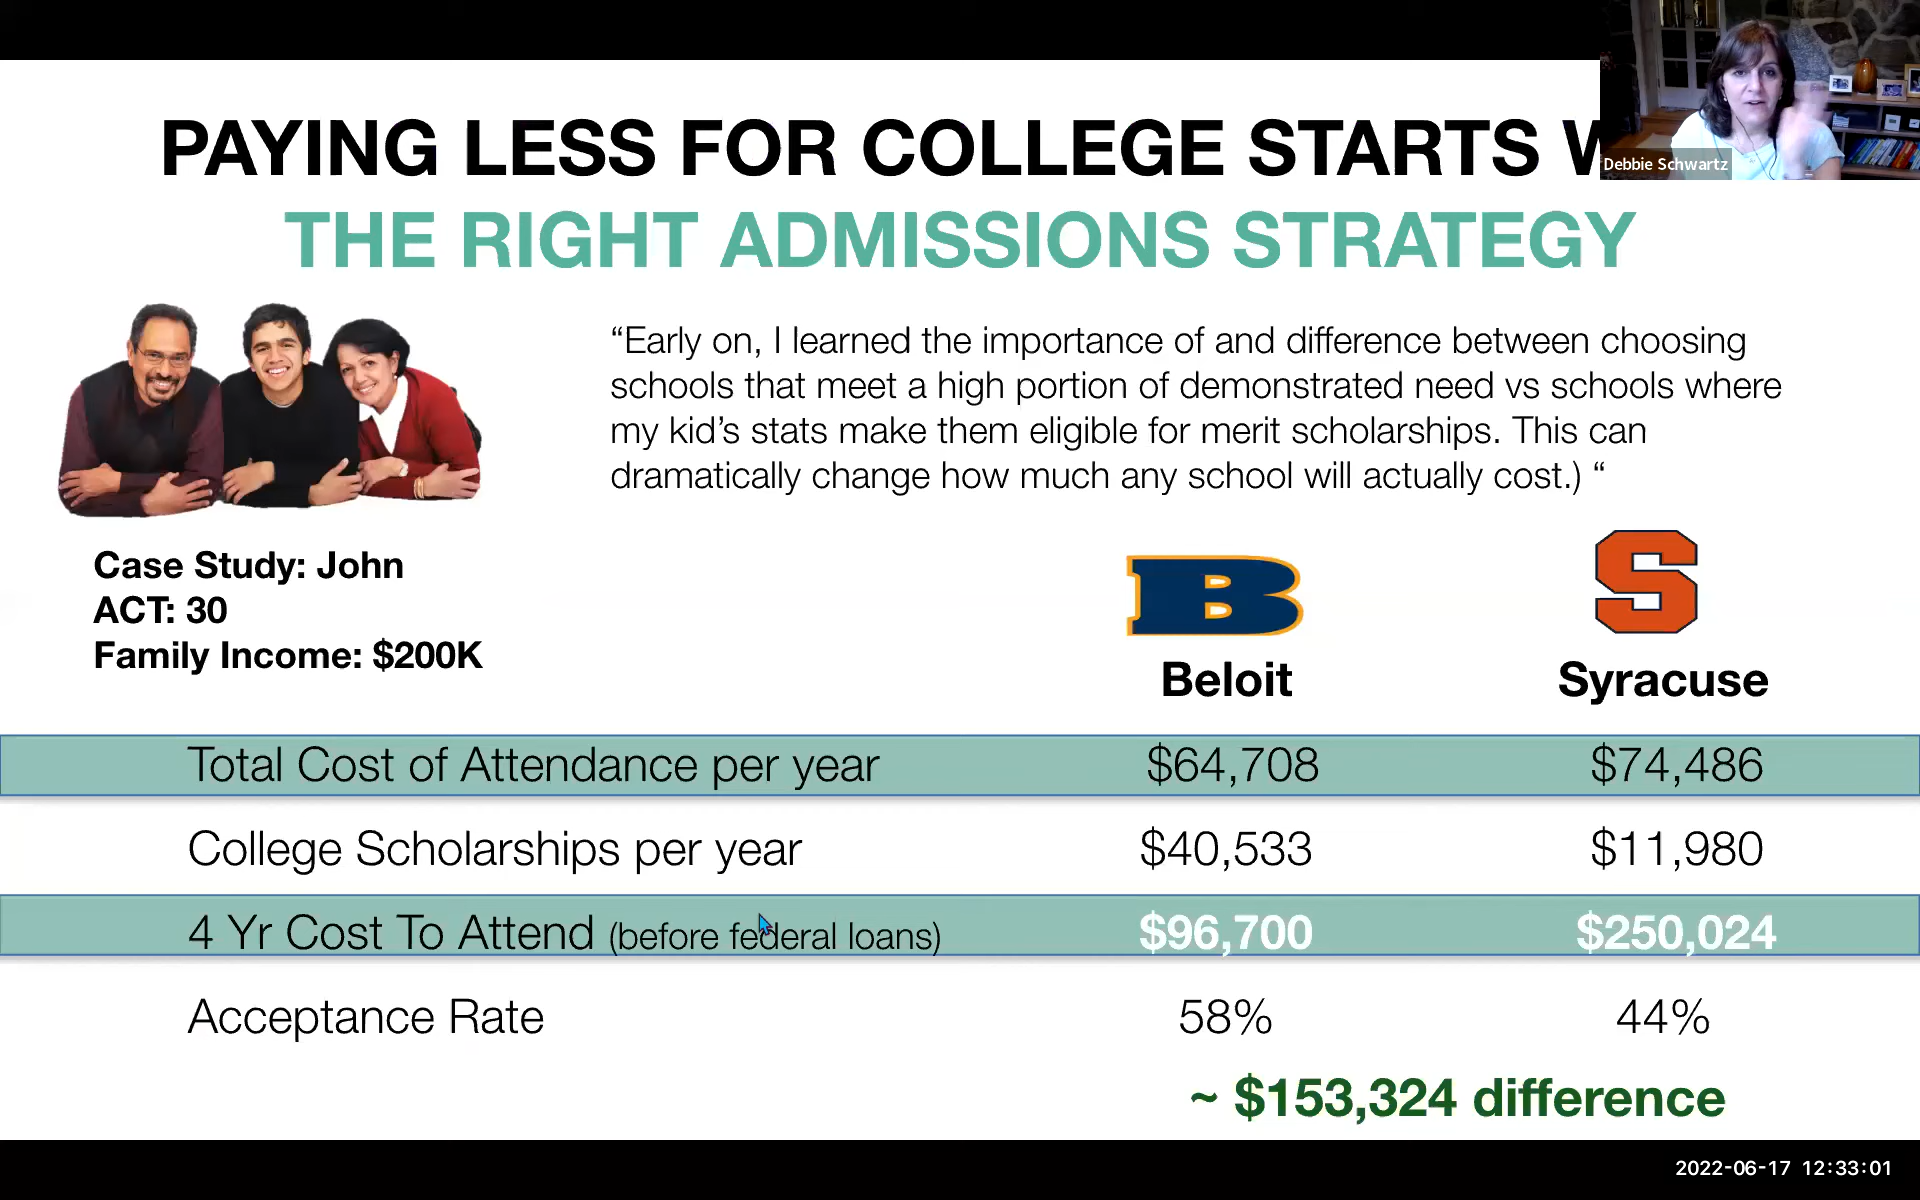 PAYING LESS FOR COLLEGE STARTS
Debbie Schwartz
THE RIGHT ADMISSIONS STRATEGY
“Early on, I learned the importance of and difference between choosing
schools that meet a high portion of demonstrated need vs schools where
my kid’s stats make them eligible for merit scholarships. This can
dramatically change how much any school will actually cost.) “
Case Study: John
ACT: 30
Family Income: $200K
B S
Beloit Syracuse
Total Cost of Attendance per year $64,708 $74,486
College Scholarships per year $40,533 $11,980
4 Yr Cost To Attend (before federal loans) $96,700 $250,024
Acceptance Rate 58% 44%
~ $153,324 difference
2022-06-17 12:33:01